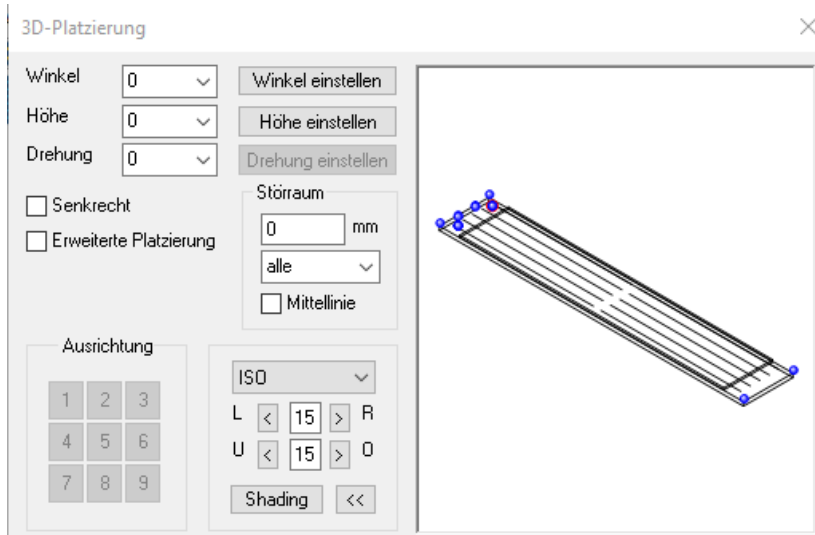 3D-Platzierung
Winkel 0 Winkel einstellen
Höhe 0 Höhe einstellen
Drehung 0 Drehung einstellen
Senkrecht
Erweiterte Platzierung
Störraum
0 mm
alle
Mittellinie
Ausrichtung
1 2 3
4 5 6
7 8 9
ISO
L < 15 > R
U < 15 > O
Shading <<